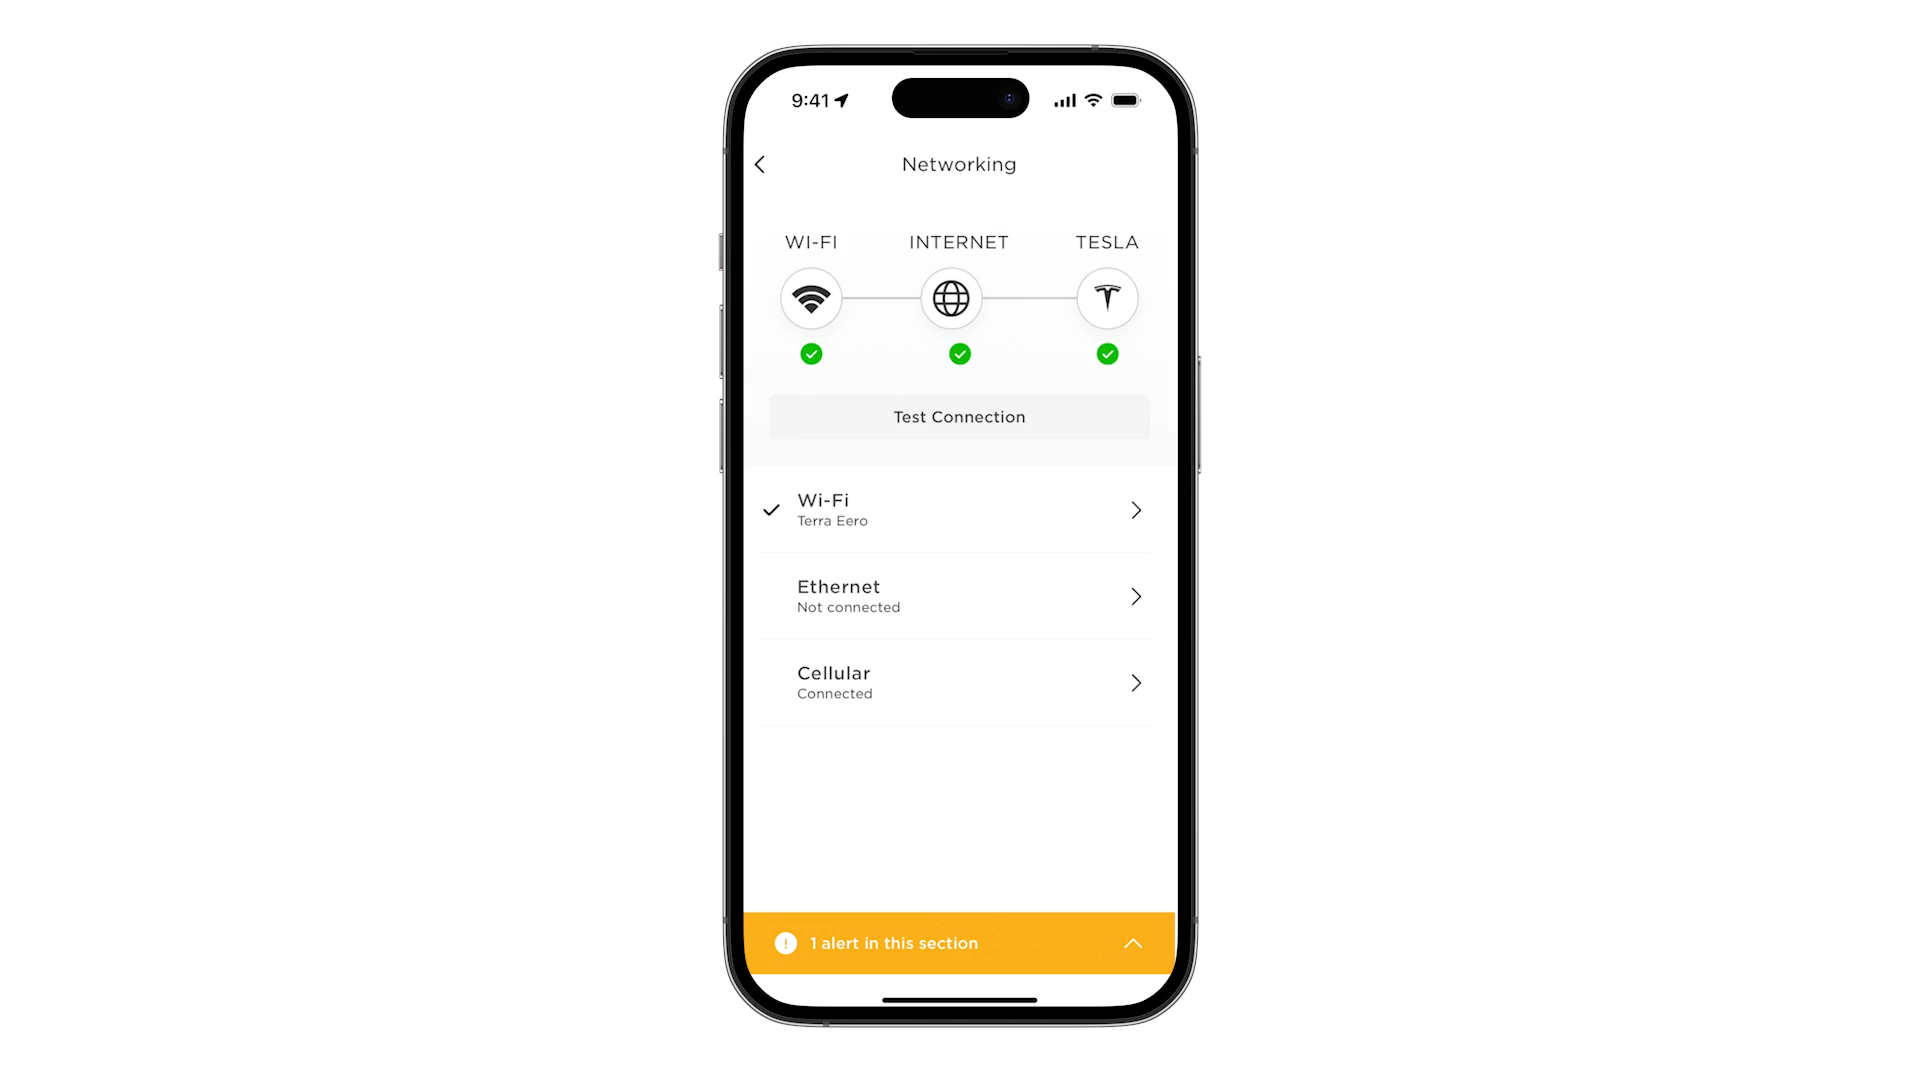 9:41
Networking
WI-FI INTERNET TESLA
Test Connection
Wi-Fi
Terra Eero
Ethernet
Not connected
Cellular
Connected
! 1 alert in this section